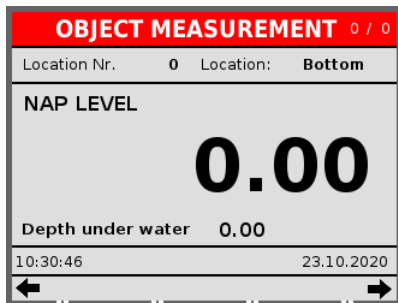 OBJECT MEASUREMENT 0 / 0
Location Nr. 0 Location: Bottom
NAP LEVEL
0.00
Depth under water 0.00
10:30:46 23.10.2020